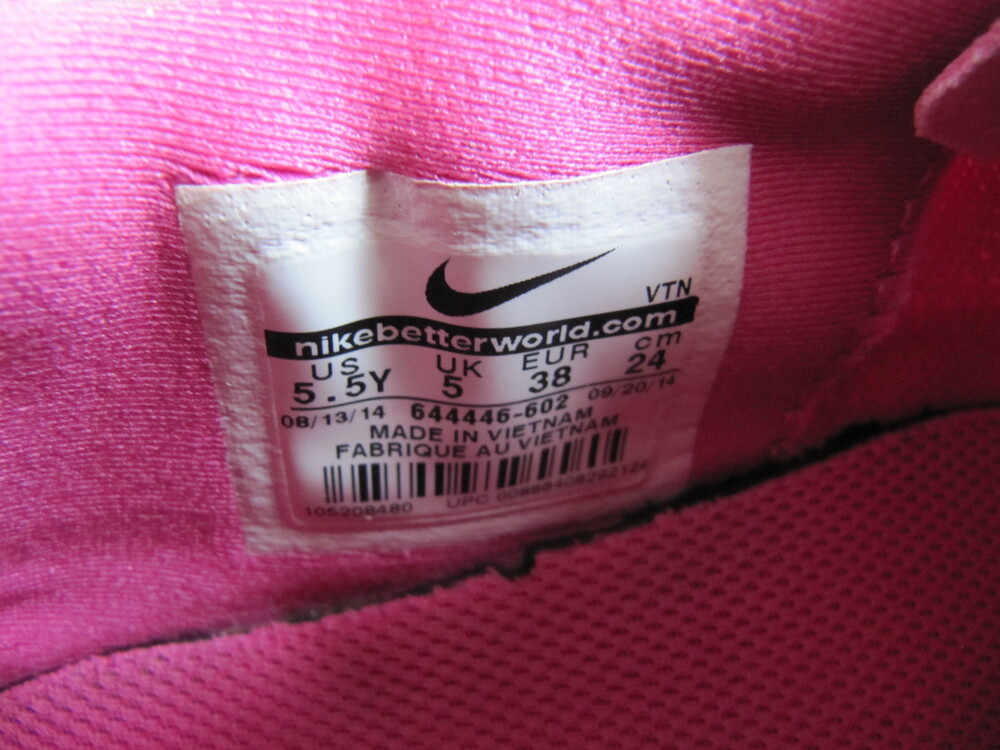 VTN
nikebetterworld.com
US UK EUR cm
5.5Y 5 38 24
08/13/14 644446-602 09/20/14
MADE IN VIETNAM
FABRIQUE AU VIETNAM
105208480 UPC